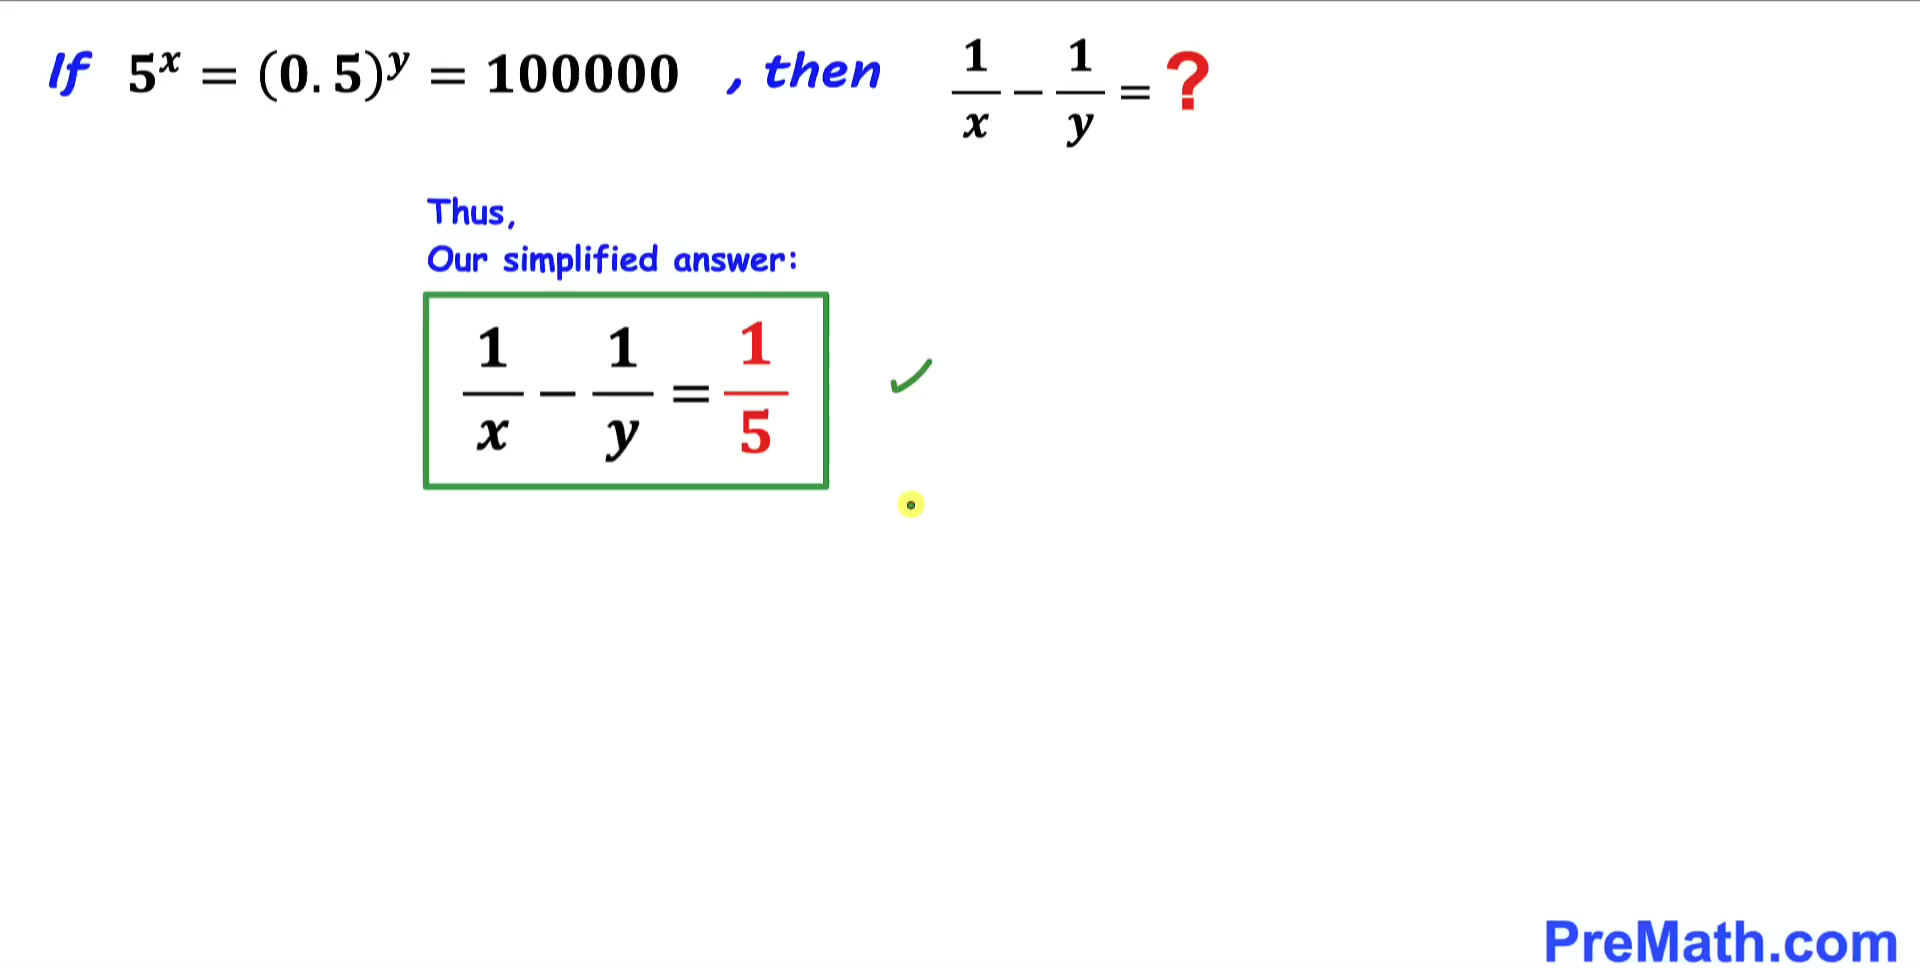 If 5^x = (0.5)^y = 100000 , then 1/x − 1/y = ?
Thus,
Our simplified answer:
1/x − 1/y = 1/5
PreMath.com